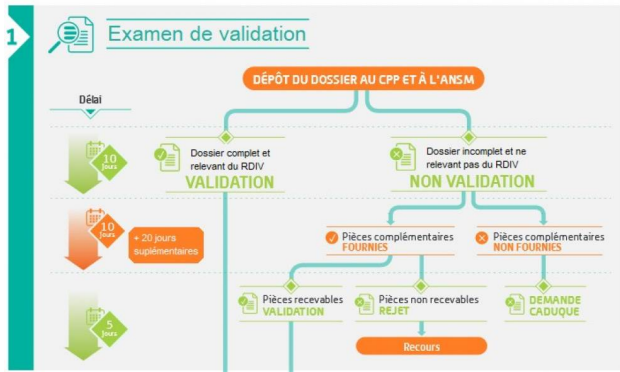 1
Examen de validation
DÉPÔT DU DOSSIER AU CPP ET À L'ANSM
Délai
10
jours
Dossier complet et
relevant du RDIV
VALIDATION
Dossier incomplet et ne
relevant pas du RDIV
NON VALIDATION
10
jours
+ 20 jours
suplémentaires
Pièces complémentaires
FOURNIES
Pièces complémentaires
NON FOURNIES
5
jours
Pièces recevables
VALIDATION
Pièces non recevables
REJET
DEMANDE
CADUQUE
Recours